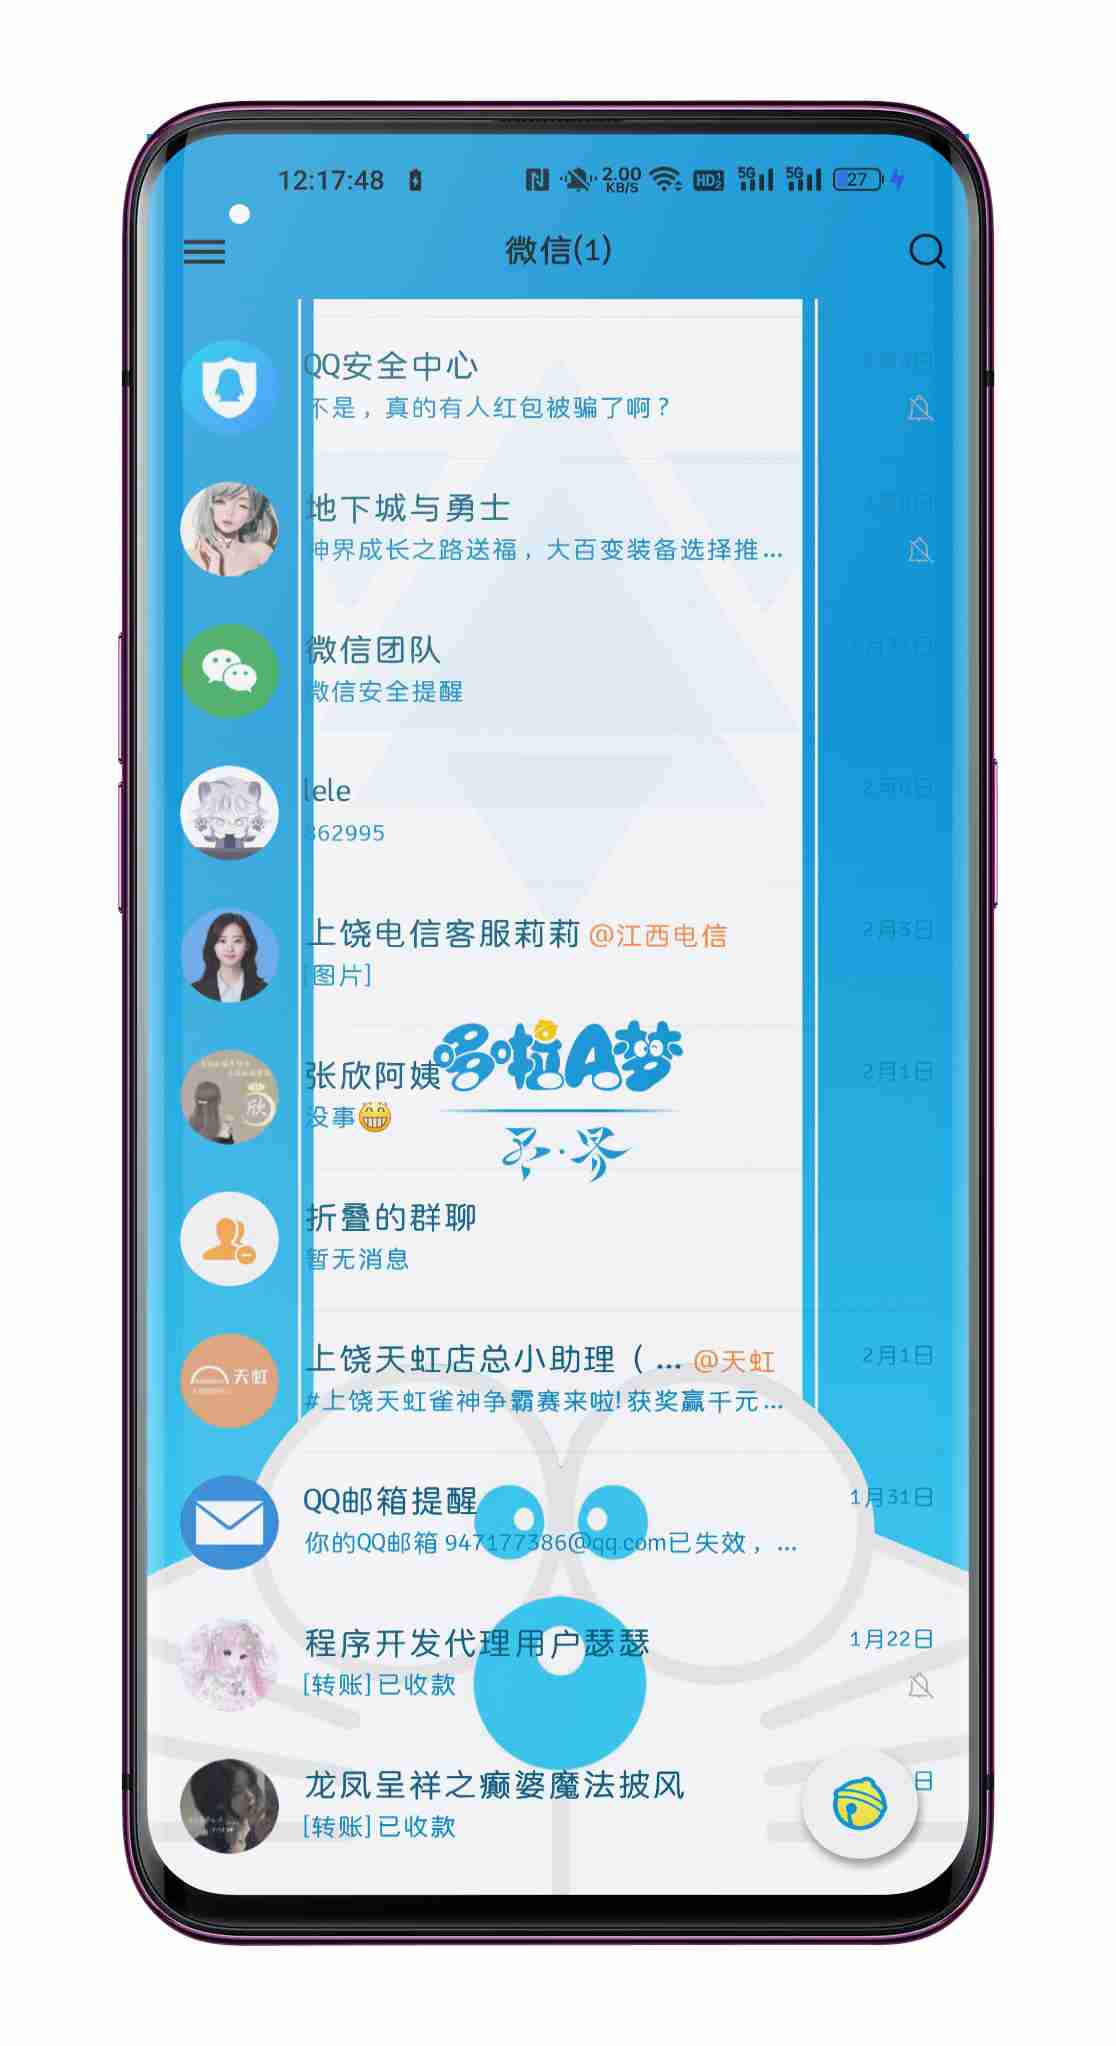 12:17:48
2.00
KB/S
HD
5G
5G
27
微信(1)
QQ安全中心
不是，真的有人红包被骗了啊？
地下城与勇士
神界成长之路送福，大百变装备选择推...
微信团队
微信安全提醒
lele
2月4日
362995
上饶电信客服莉莉 @江西电信
2月3日
[图片]
哆啦A梦
张欣阿姨
2月1日
没事
欣
折叠的群聊
暂无消息
上饶天虹店总小助理（ ... @天虹
2月1日
天虹
#上饶天虹雀神争霸赛来啦! 获奖赢千元...
QQ邮箱提醒
1月31日
你的QQ邮箱 947177386@qq.com已失效，...
程序开发代理用户瑟瑟
1月22日
[转账] 已收款
龙凤呈祥之癫婆魔法披风
日
[转账] 已收款